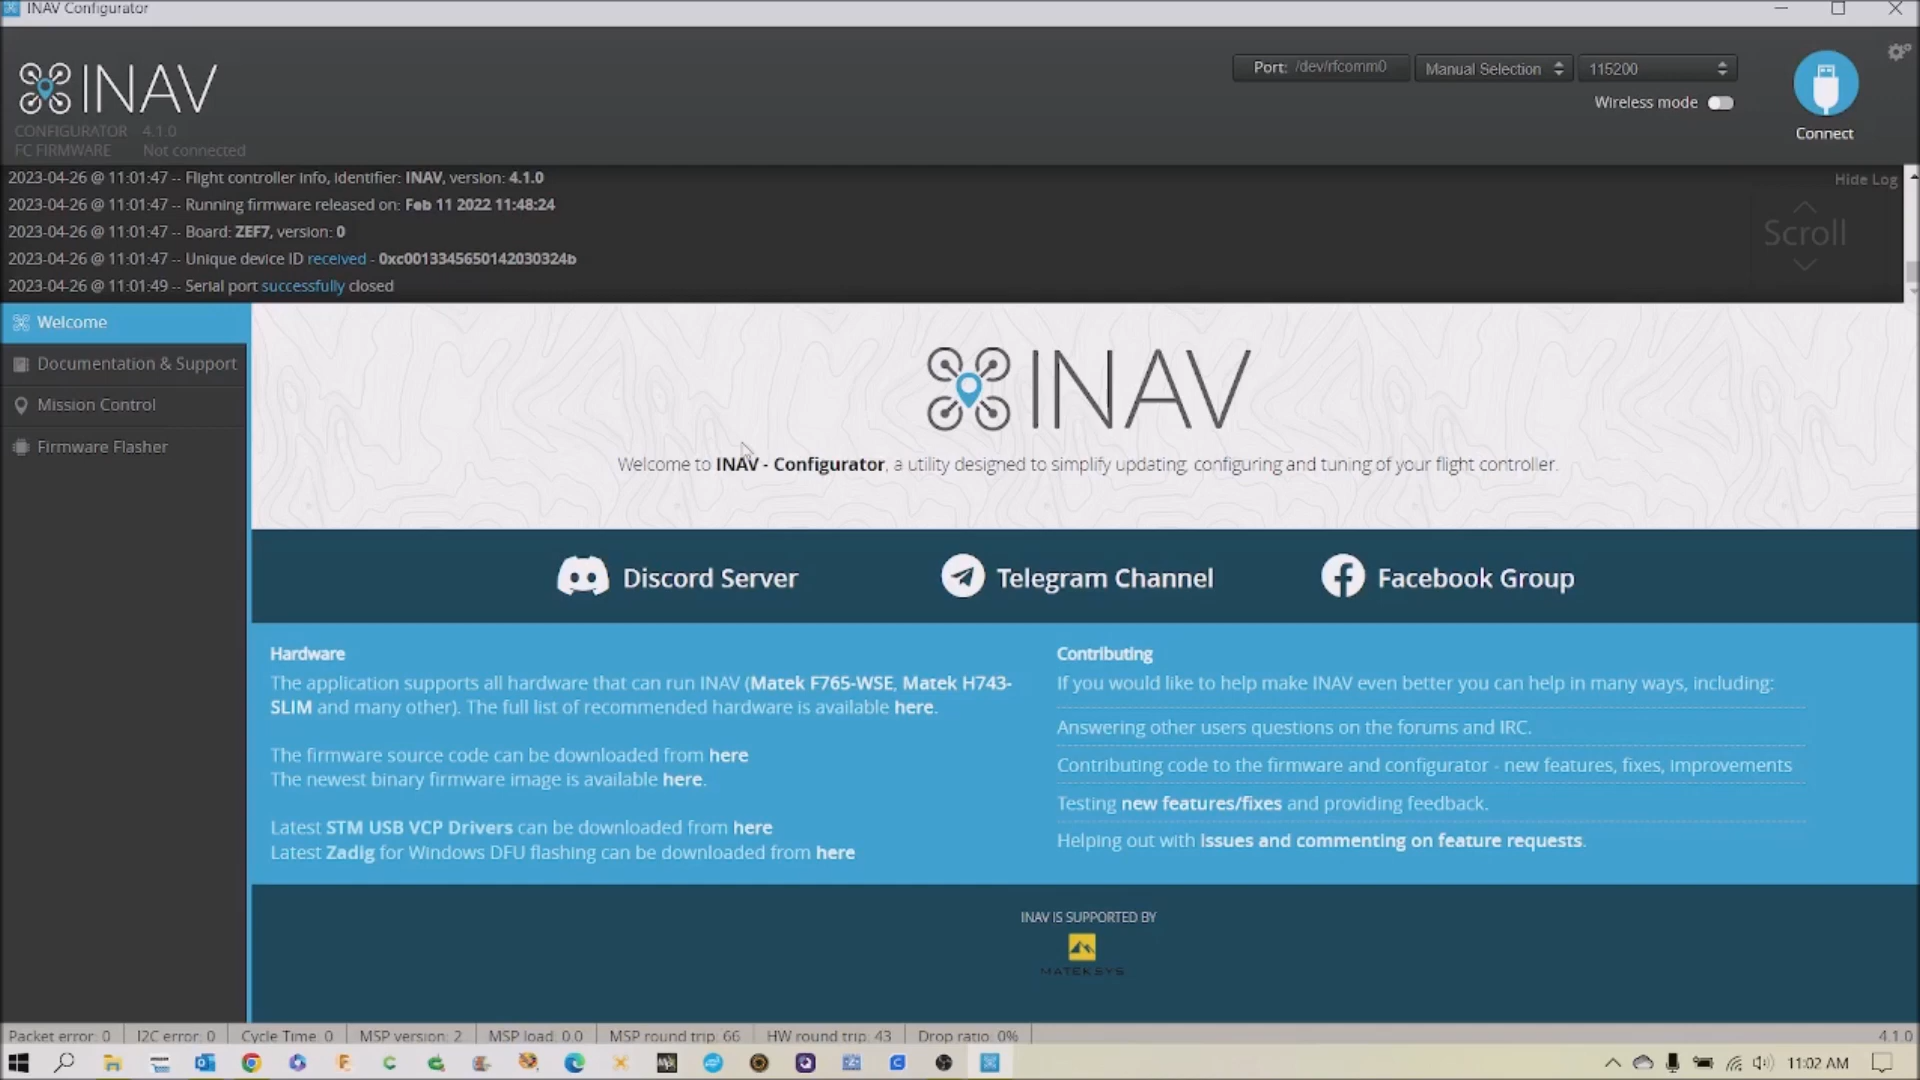 INAV Configurator
INAV
CONFIGURATOR 4.1.0
FC FIRMWARE Not connected
Port: /dev/rfcomm0
Manual Selection
115200
Wireless mode
Connect
2023-04-26 @ 11:01:47 -- Flight controller info, identifier: INAV, version: 4.1.0
2023-04-26 @ 11:01:47 -- Running firmware released on: Feb 11 2022 11:48:24
2023-04-26 @ 11:01:47 -- Board: ZEF7, version: 0
2023-04-26 @ 11:01:47 -- Unique device ID received - 0xc0013345650142030324b
2023-04-26 @ 11:01:49 -- Serial port successfully closed
Hide Log
Scroll
Welcome
Documentation & Support
Mission Control
Firmware Flasher
INAV
Welcome to INAV - Configurator, a utility designed to simplify updating, configuring and tuning of your flight controller.
Discord Server
Telegram Channel
Facebook Group
Hardware
The application supports all hardware that can run INAV (Matek F765-WSE, Matek H743-
SLIM and many other). The full list of recommended hardware is available here.
The firmware source code can be downloaded from here
The newest binary firmware image is available here.
Latest STM USB VCP Drivers can be downloaded from here
Latest Zadig for Windows DFU flashing can be downloaded from here
Contributing
If you would like to help make INAV even better you can help in many ways, including:
Answering other users questions on the forums and IRC.
Contributing code to the firmware and configurator - new features, fixes, improvements
Testing new features/fixes and providing feedback.
Helping out with issues and commenting on feature requests.
INAV IS SUPPORTED BY
MATEKSYS
Packet error: 0 I2C error: 0 Cycle Time: 0 MSP version: 2 MSP load: 0.0 MSP round trip: 66 HW round trip: 43 Drop ratio: 0% 4.1.0
11:02 AM